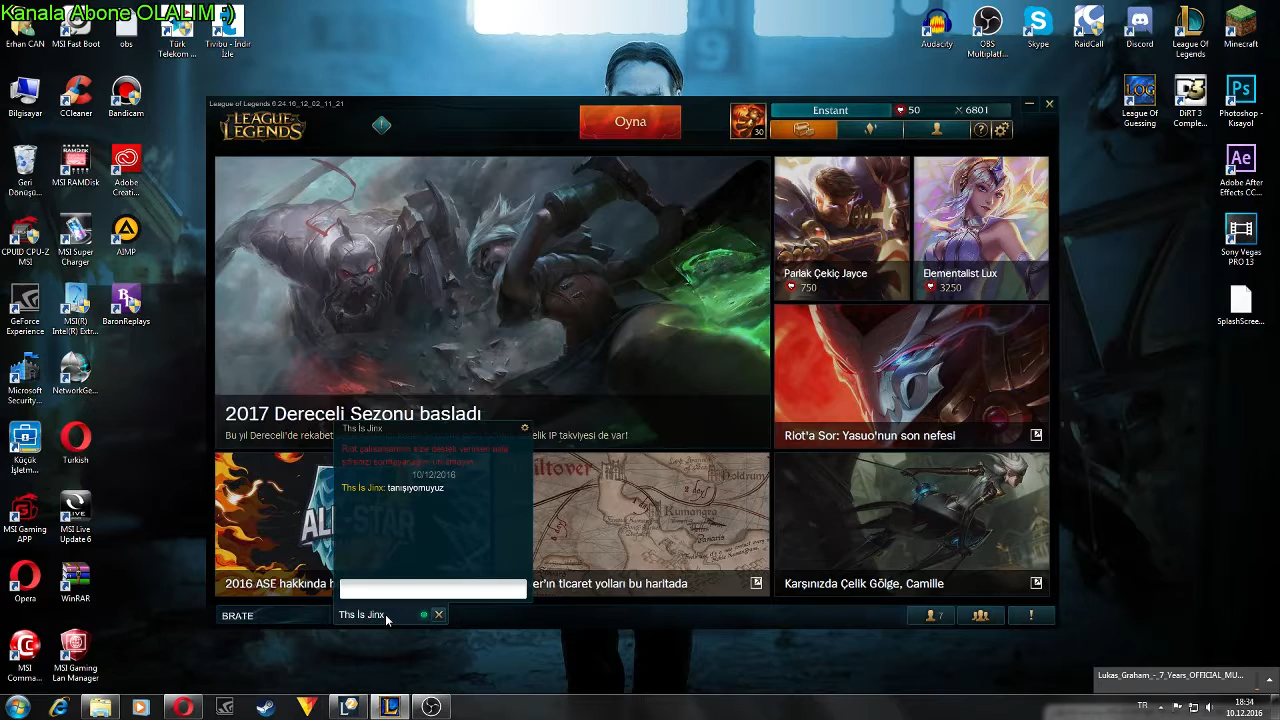 Kanala Abone OLALIM :)
Erhan CAN
MSI Fast Boot
obs
Türk Telekom ...
Tivibu - İndir İzle
Audacity
OBS Multiplatf...
Skype
RaidCall
Discord
League Of Legends
Minecraft
Bilgisayar
CCleaner
Bandicam
LOG
League Of Guessing
DiRT 3 Comple...
Ps
Photoshop - Kısayol
Geri Dönüşü...
MSI RAMDisk
Adobe Creati...
Ae
Adobe After Effects CC...
CPUID CPU-Z MSI
MSI Super Charger
AIMP
Sony Vegas PRO 13
GeForce Experience
MSI(R) Intel(R) Extr...
BaronReplays
SplashScree...
Microsoft Security...
NetworkGe...
Küçük İşletm...
Turkish
MSI Gaming APP
MSI Live Update 6
Opera
WinRAR
MSI Comma...
MSI Gaming Lan Manager
League of Legends 6.24.16_12_02_11_21
LEAGUE OF LEGENDS
Oyna
30
Enstant
50
6801
Parlak Çekiç Jayce
750
Elementalist Lux
3250
2017 Dereceli Sezonu basladı
Bu yıl Dereceli'de rekabet
elik IP takviyesi de var!
Riot'a Sor: Yasuo'nun son nefesi
Ths İs Jinx
10/12/2016
Ths İs Jinx: tanışıyomuyuz
2016 ASE hakkında h
er'ın ticaret yolları bu haritada
Karşınızda Çelik Gölge, Camille
BRATE
Ths İs Jinx
7
Lukas_Graham_-_7_Years_OFFICIAL_MU...
TR
18:34
10.12.2016